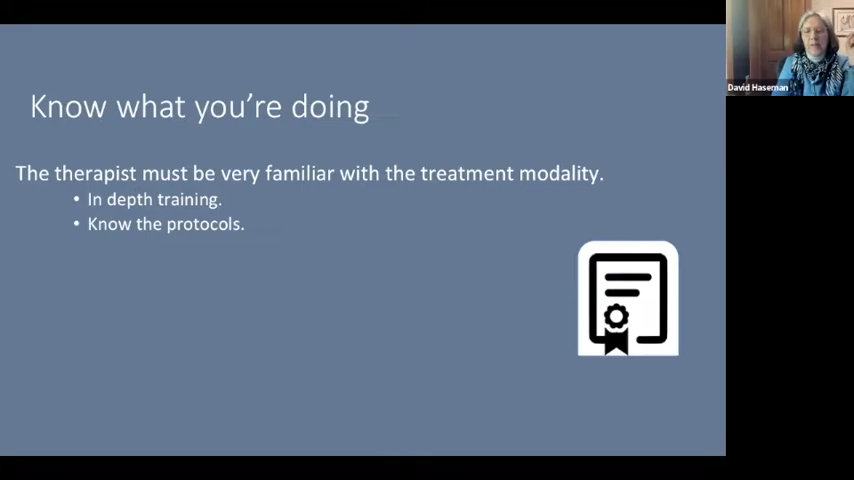 Know what you're doing
The therapist must be very familiar with the treatment modality.
• In depth training.
• Know the protocols.
David Haseman